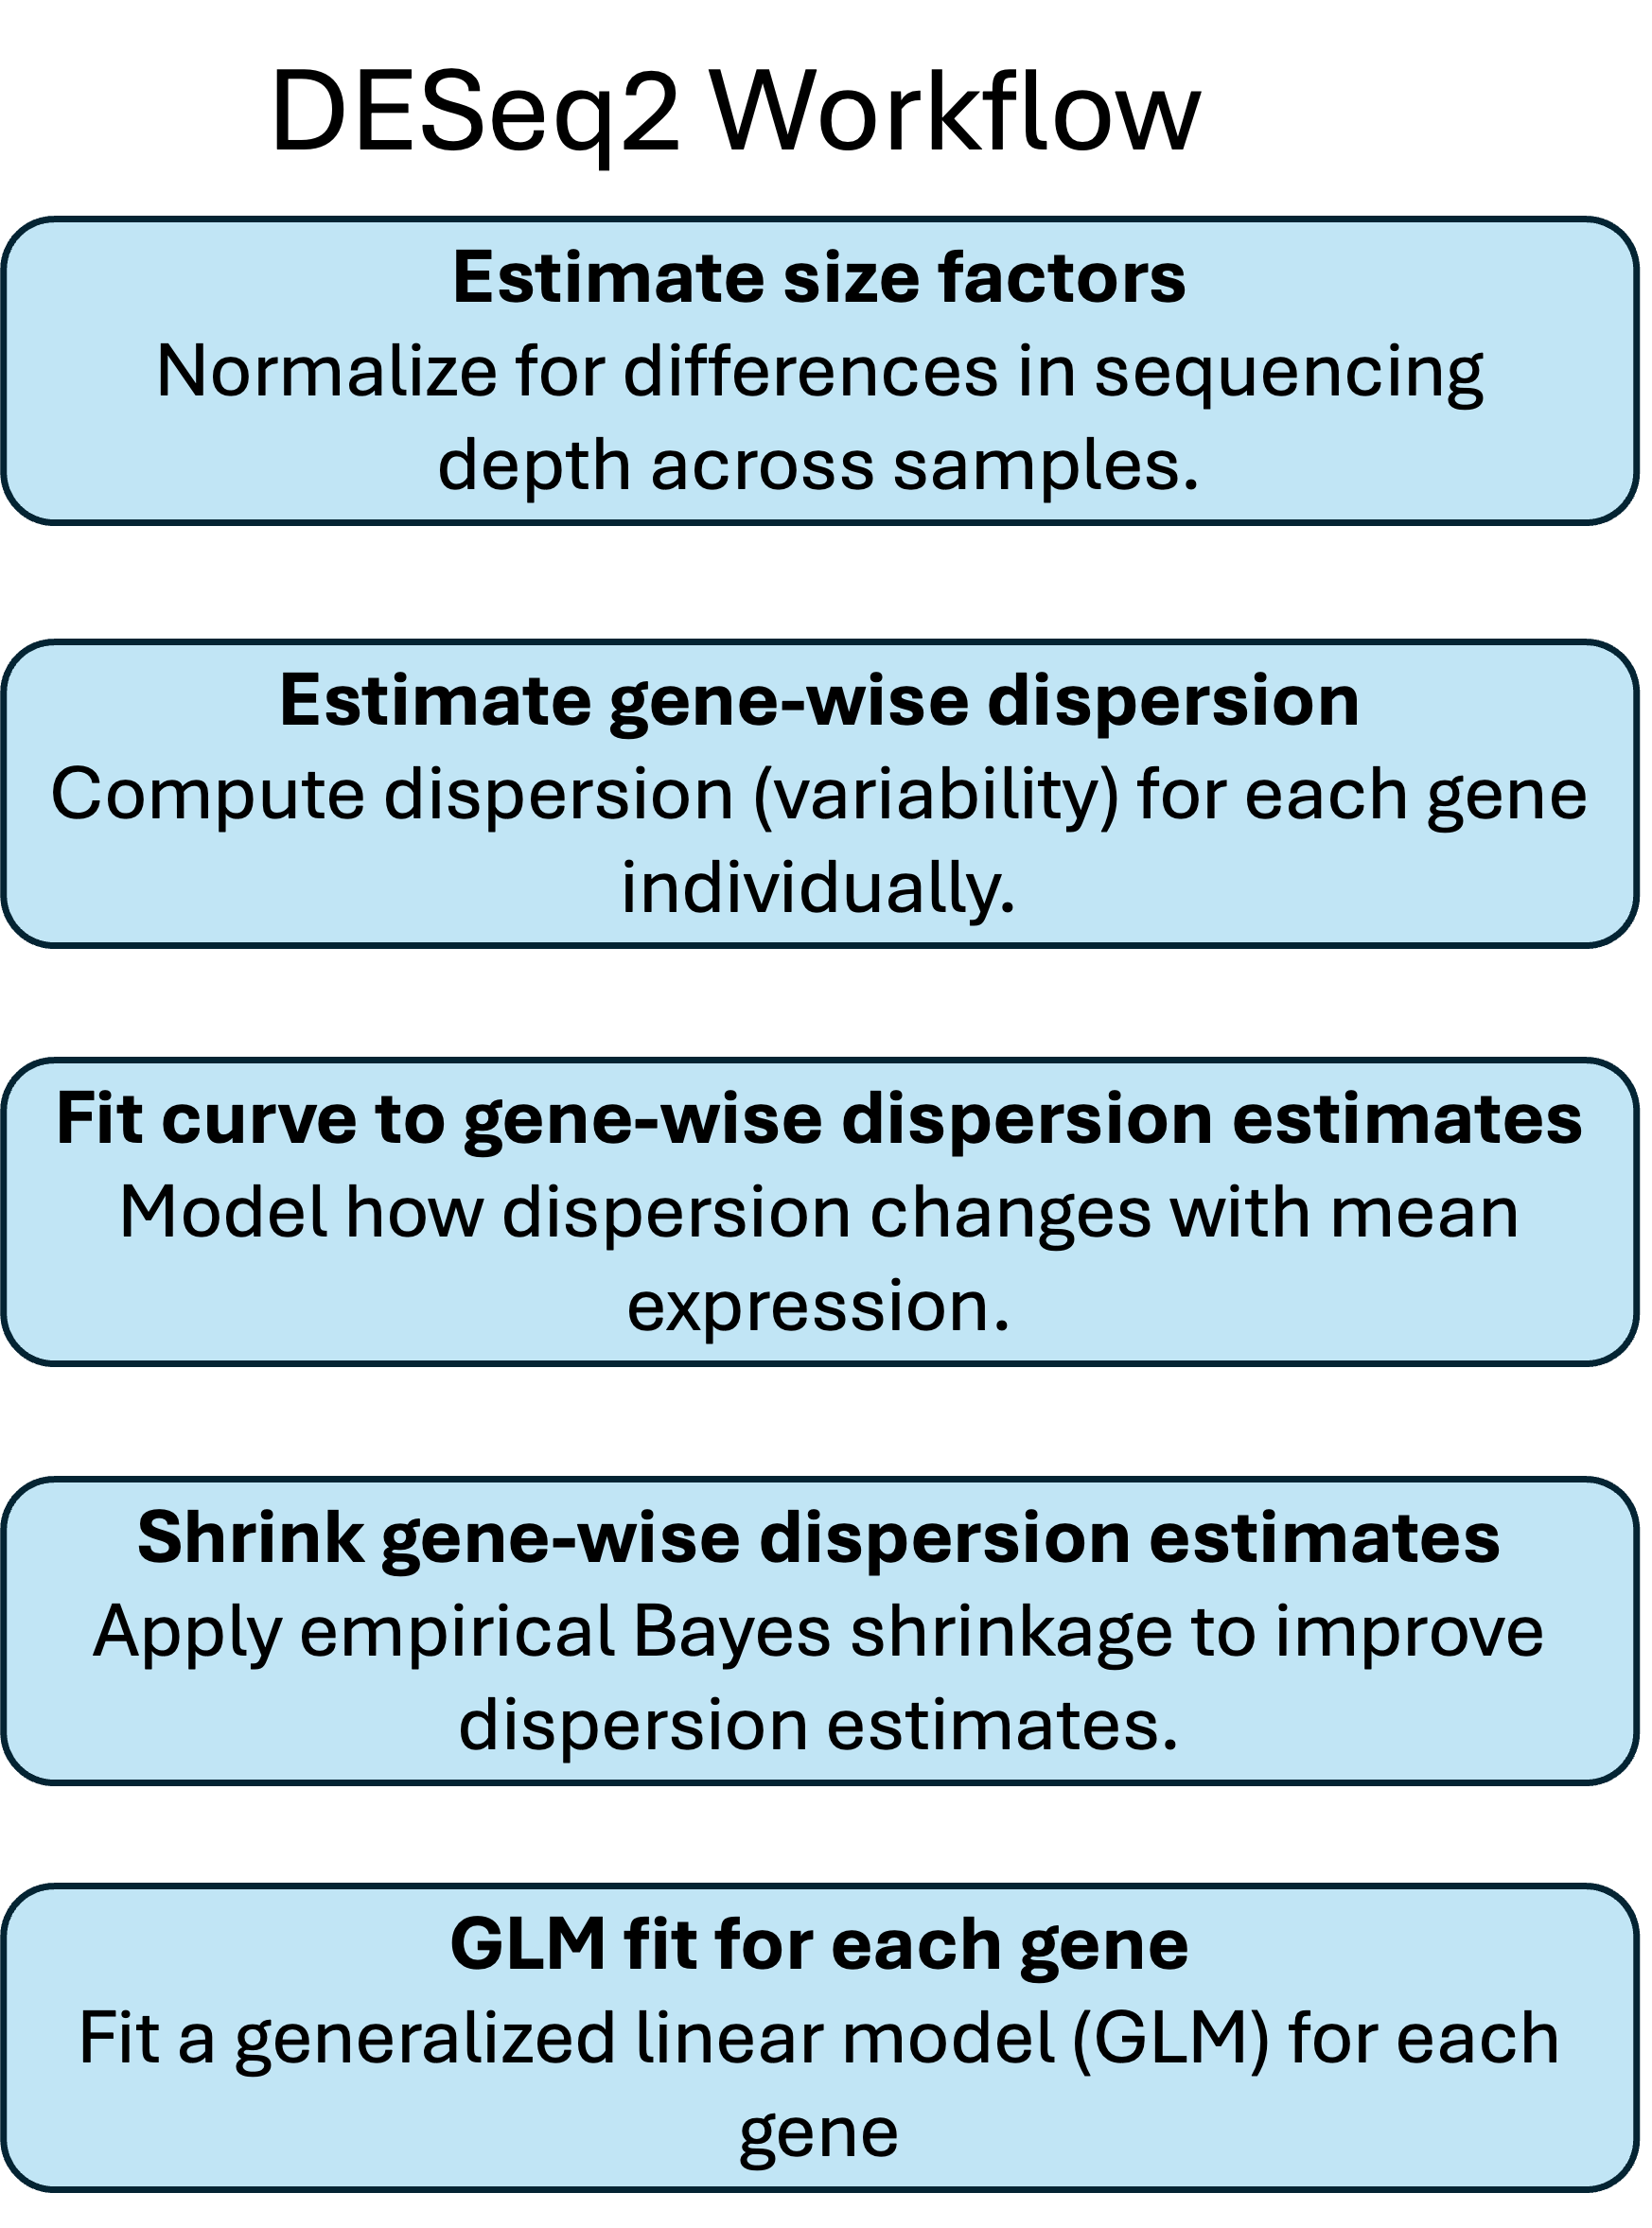 DESeq2 Workflow
Estimate size factors
Normalize for differences in sequencing
depth across samples.
Estimate gene-wise dispersion
Compute dispersion (variability) for each gene
individually.
Fit curve to gene-wise dispersion estimates
Model how dispersion changes with mean
expression.
Shrink gene-wise dispersion estimates
Apply empirical Bayes shrinkage to improve
dispersion estimates.
GLM fit for each gene
Fit a generalized linear model (GLM) for each
gene